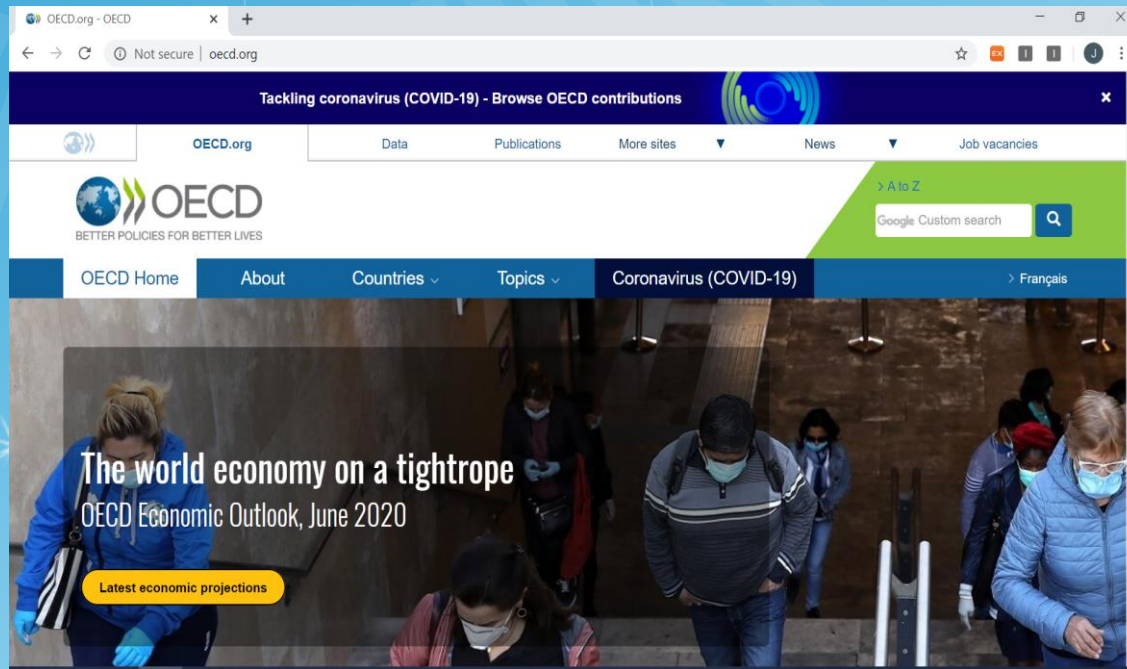 OECD.org - OECD
Not secure | oecd.org
EX
I
I
J
Tackling coronavirus (COVID-19) - Browse OECD contributions
OECD.org Data Publications More sites News Job vacancies
> A to Z
OECD
BETTER POLICIES FOR BETTER LIVES
Google Custom search
OECD Home About Countries Topics Coronavirus (COVID-19) > Français
The world economy on a tightrope
OECD Economic Outlook, June 2020
Latest economic projections